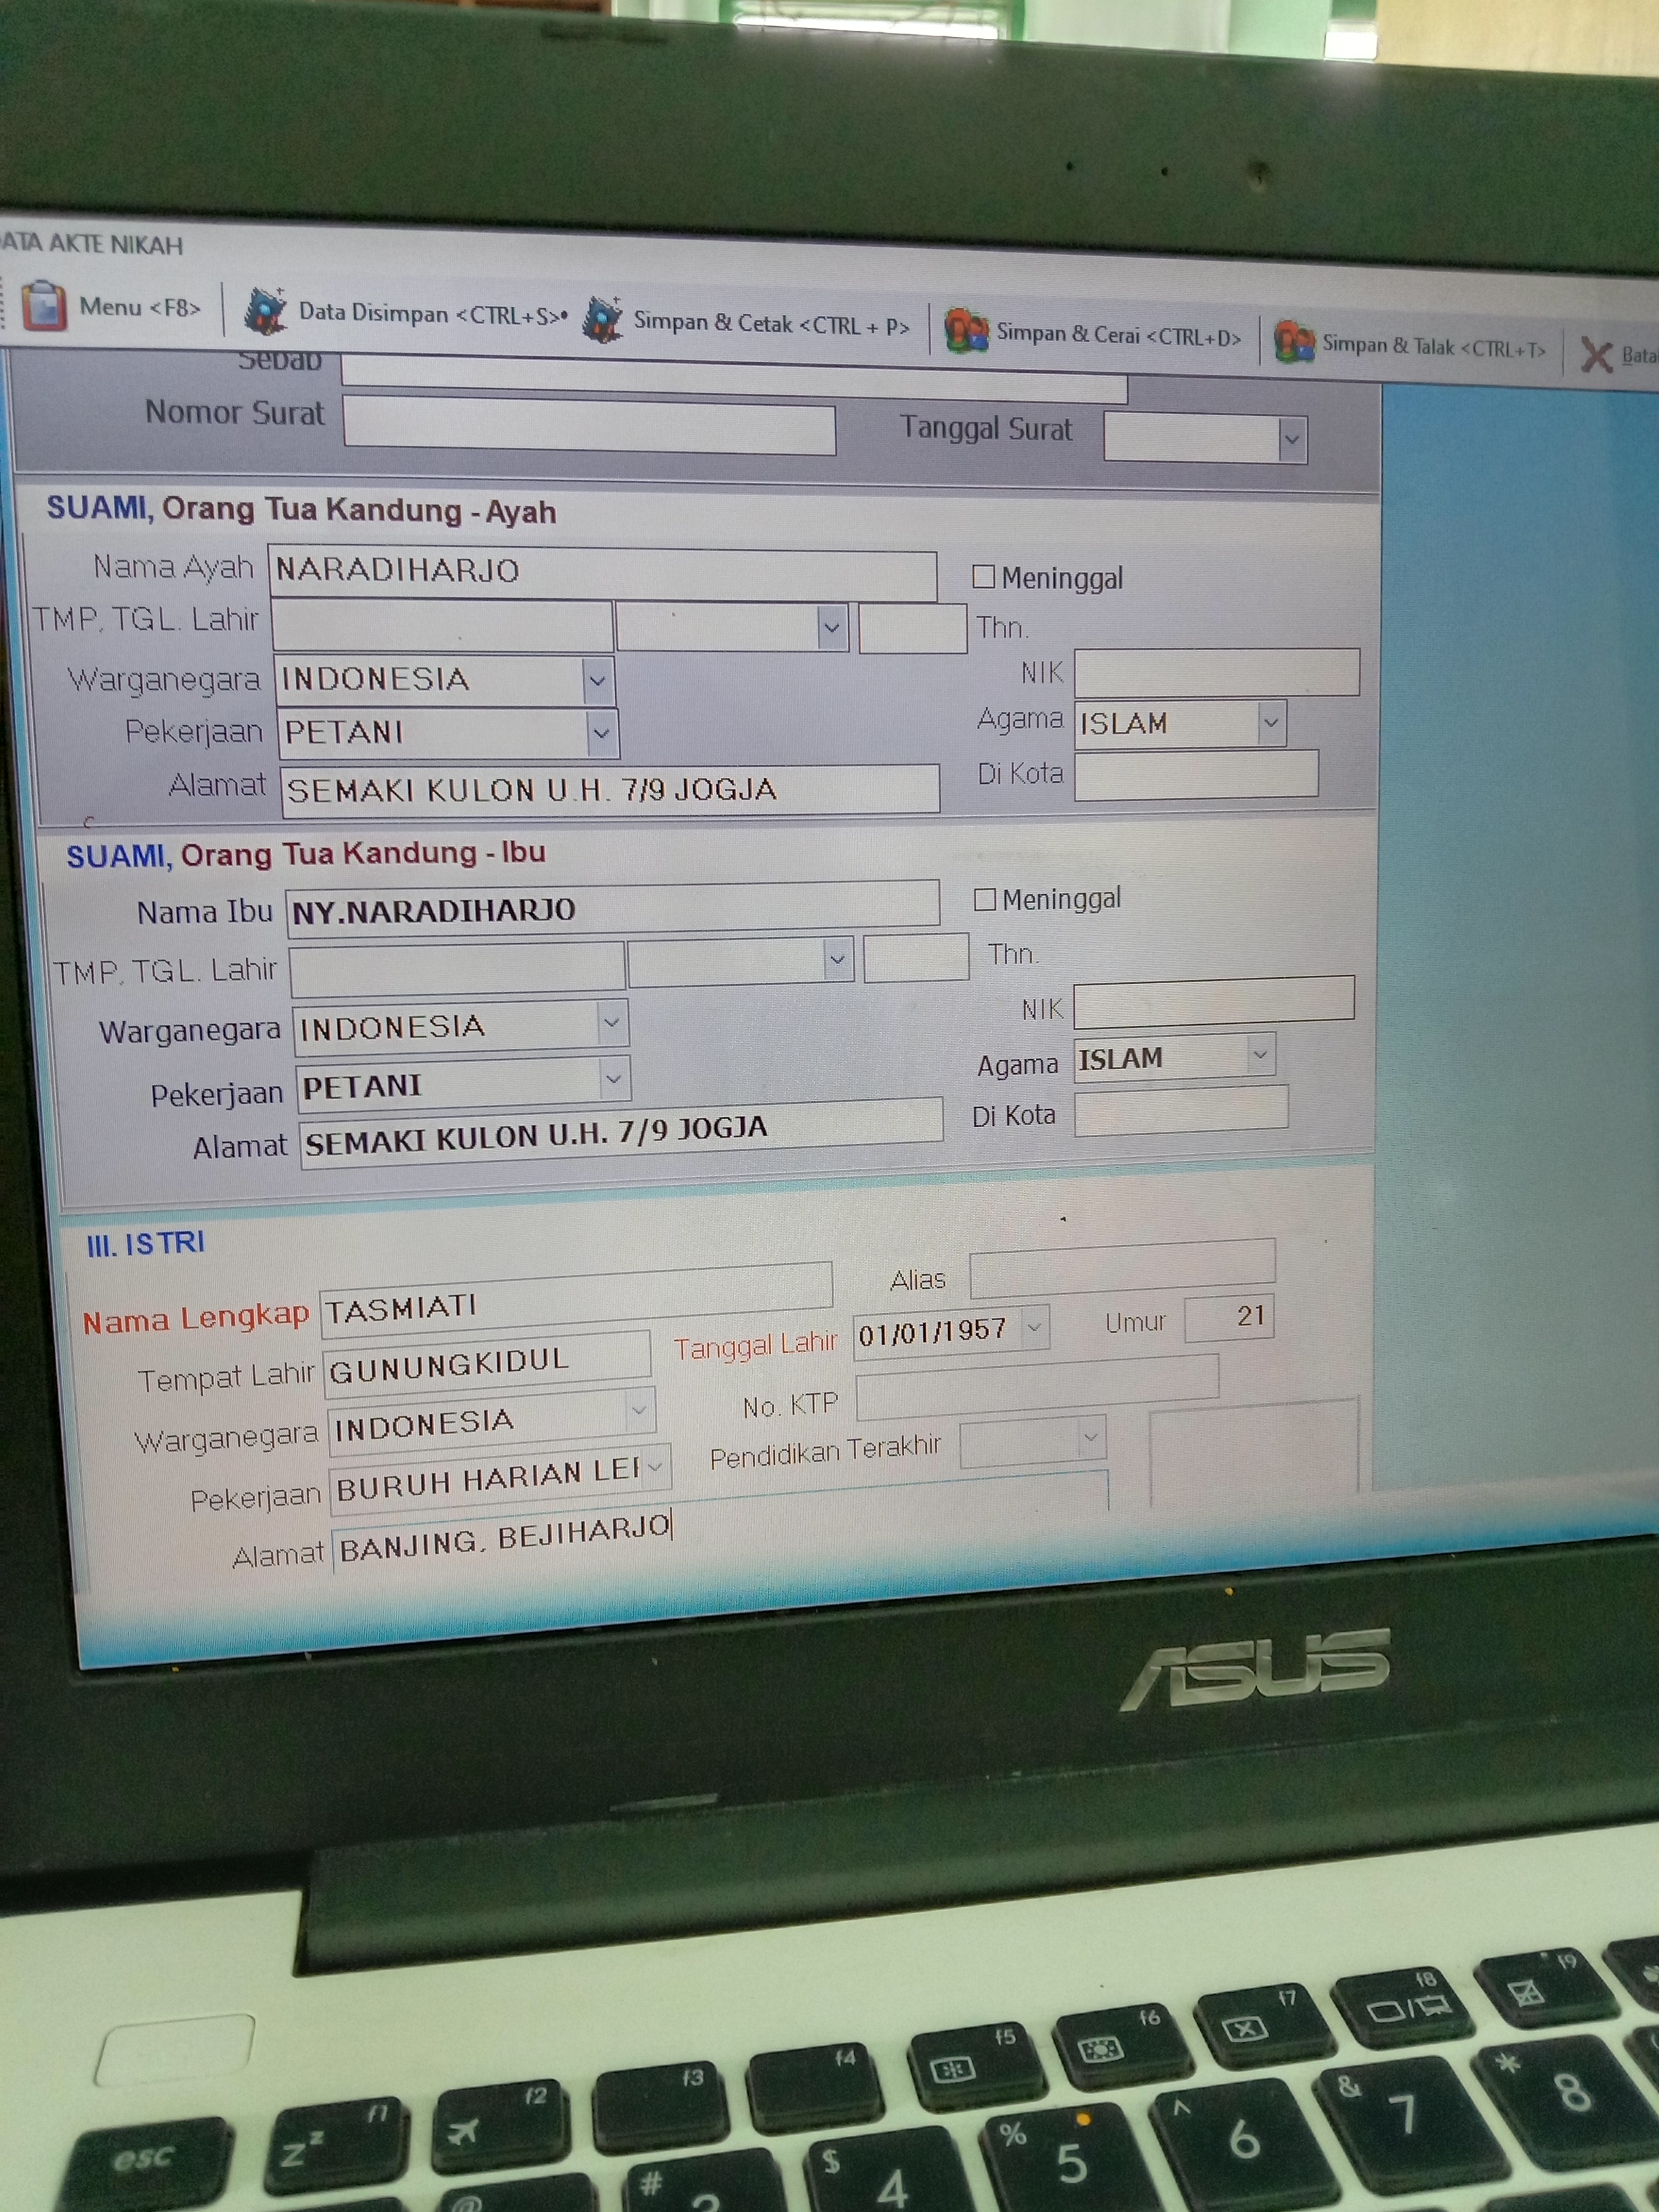 ATA AKTE NIKAH
Menu <F8> Data Disimpan <CTRL+S> Simpan & Cetak <CTRL + P> Simpan & Cerai <CTRL+D> Simpan & Talak <CTRL+T> Bata
Sebab
Nomor Surat Tanggal Surat
SUAMI, Orang Tua Kandung - Ayah
Nama Ayah NARADIHARJO Meninggal
TMP, TGL. Lahir Thn.
Warganegara INDONESIA NIK
Pekerjaan PETANI Agama ISLAM
Alamat SEMAKI KULON U.H. 7/9 JOGJA Di Kota
SUAMI, Orang Tua Kandung - Ibu
Nama Ibu NY.NARADIHARJO Meninggal
TMP, TGL. Lahir Thn.
Warganegara INDONESIA NIK
Pekerjaan PETANI Agama ISLAM
Alamat SEMAKI KULON U.H. 7/9 JOGJA Di Kota
III. ISTRI
Nama Lengkap TASMIATI Alias
Tempat Lahir GUNUNGKIDUL Tanggal Lahir 01/01/1957 Umur 21
Warganegara INDONESIA No. KTP
Pekerjaan BURUH HARIAN LEI Pendidikan Terakhir
Alamat BANJING, BEJIHARJO
ASUS
esc f1 f2 f3 f4 f5 f6 f7 f8 f9
Z^z
@ # $ 4 % 5 ^ 6 & 7 * 8